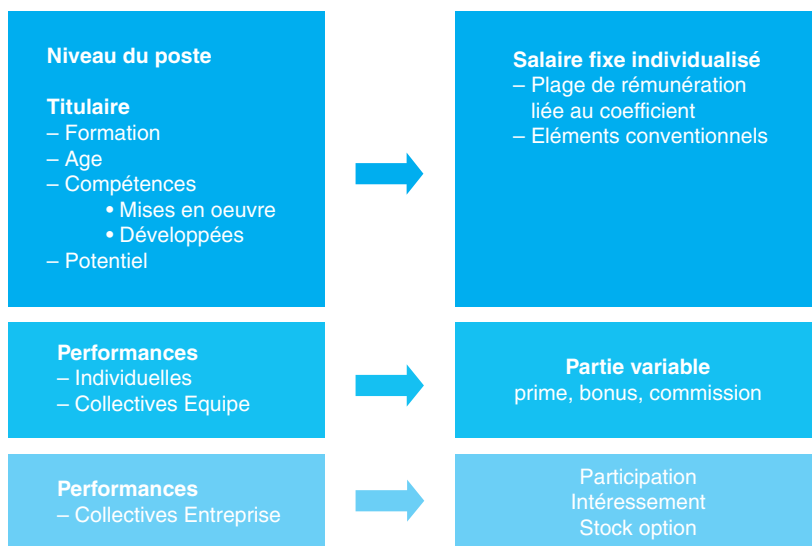 Niveau du poste
Titulaire
– Formation
– Age
– Compétences
• Mises en oeuvre
• Développées
– Potentiel
Salaire fixe individualisé
– Plage de rémunération
liée au coefficient
– Eléments conventionnels
Performances
– Individuelles
– Collectives Equipe
Partie variable
prime, bonus, commission
Performances
– Collectives Entreprise
Participation
Intéressement
Stock option